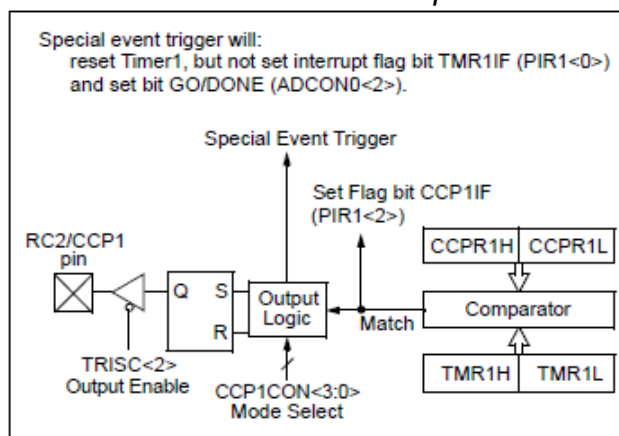 Special event trigger will:
reset Timer1, but not set interrupt flag bit TMR1IF (PIR1<0>)
and set bit GO/DONE (ADCON0<2>).
Special Event Trigger
Set Flag bit CCP1IF
(PIR1<2>)
RC2/CCP1
pin
CCPR1H CCPR1L
Q S
R
Output
Logic
Match
Comparator
TRISC<2>
Output Enable
CCP1CON<3:0>
Mode Select
TMR1H TMR1L